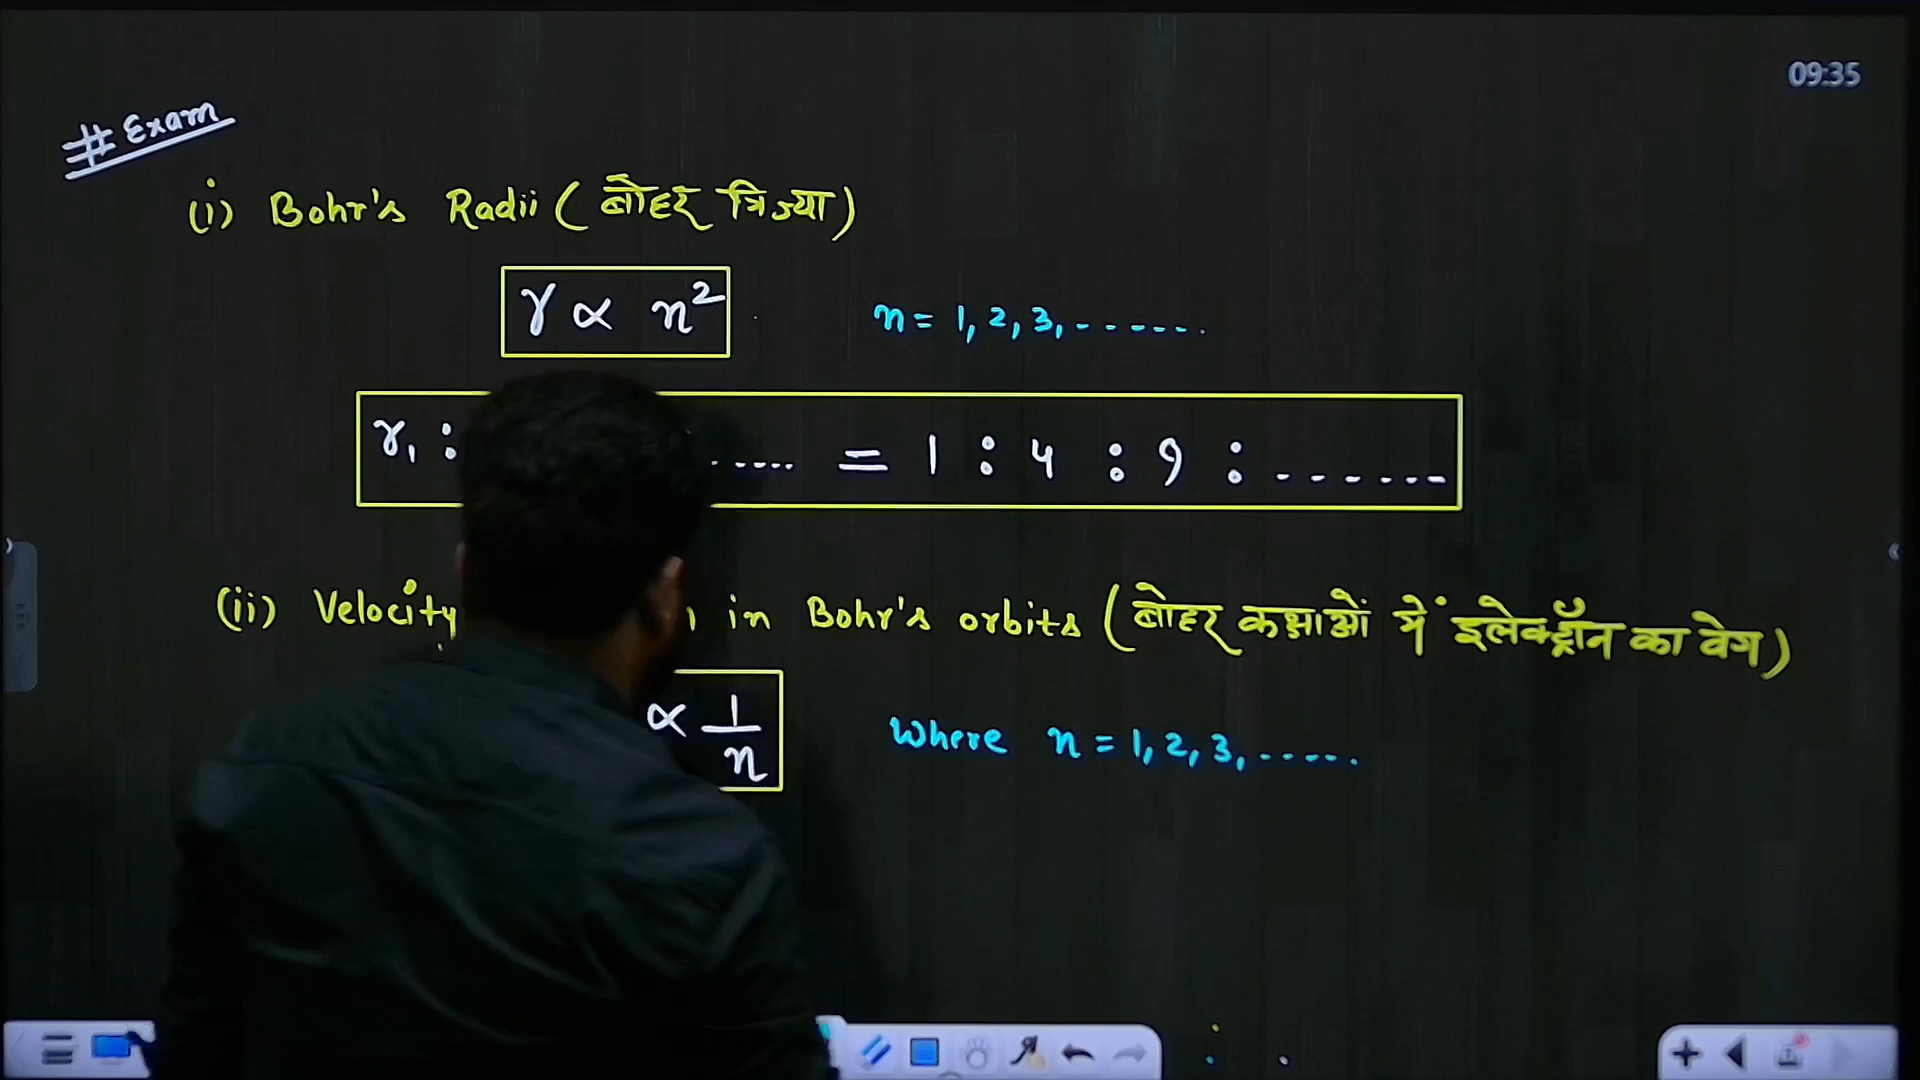 09:35
# Exam
(i) Bohr's Radii (बोहर त्रिज्या)
r ∝ n²
n = 1, 2, 3, .......
r₁ : ..... = 1 : 4 : 9 : .......
(ii) Velocity in Bohr's orbits (बोहर कक्षाओं में इलेक्ट्रॉन का वेग)
∝ 1/n
Where n = 1, 2, 3, .....